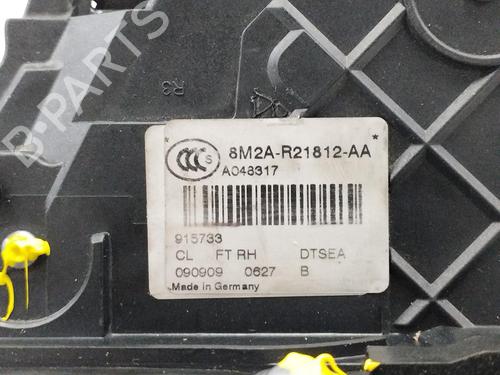 B-PARTS
R3
CCC S
8M2A-R21812-AA
A048317
915733
CL FT RH DTSEA
090909 0627 B
Made in Germany